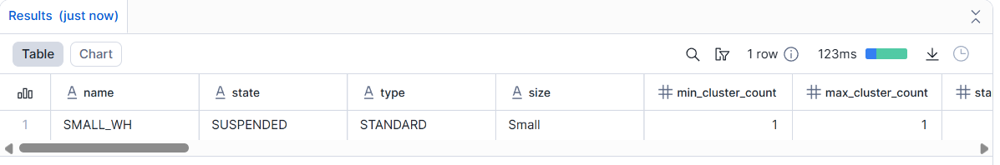 Results (just now)
Table Chart 1 row 123ms
A name A state A type A size # min_cluster_count # max_cluster_count # sta
1 SMALL_WH SUSPENDED STANDARD Small 1 1